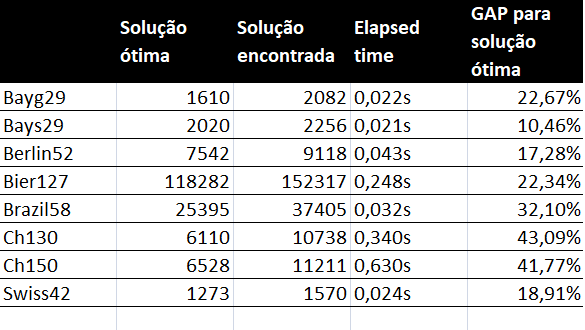 Solução ótima Solução encontrada Elapsed time GAP para solução ótima
Bayg29 1610 2082 0,022s 22,67%
Bays29 2020 2256 0,021s 10,46%
Berlin52 7542 9118 0,043s 17,28%
Bier127 118282 152317 0,248s 22,34%
Brazil58 25395 37405 0,032s 32,10%
Ch130 6110 10738 0,340s 43,09%
Ch150 6528 11211 0,630s 41,77%
Swiss42 1273 1570 0,024s 18,91%